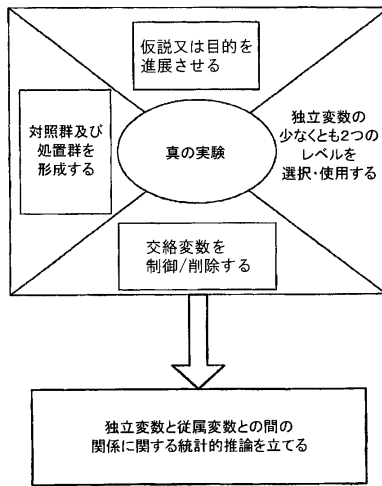 仮説又は目的を
進展させる
対照群及び
処置群を
形成する
真の実験
独立変数の
少なくとも2つの
レベルを
選択・使用する
交絡変数を
制御/削除する
独立変数と従属変数との間の
関係に関する統計的推論を立てる